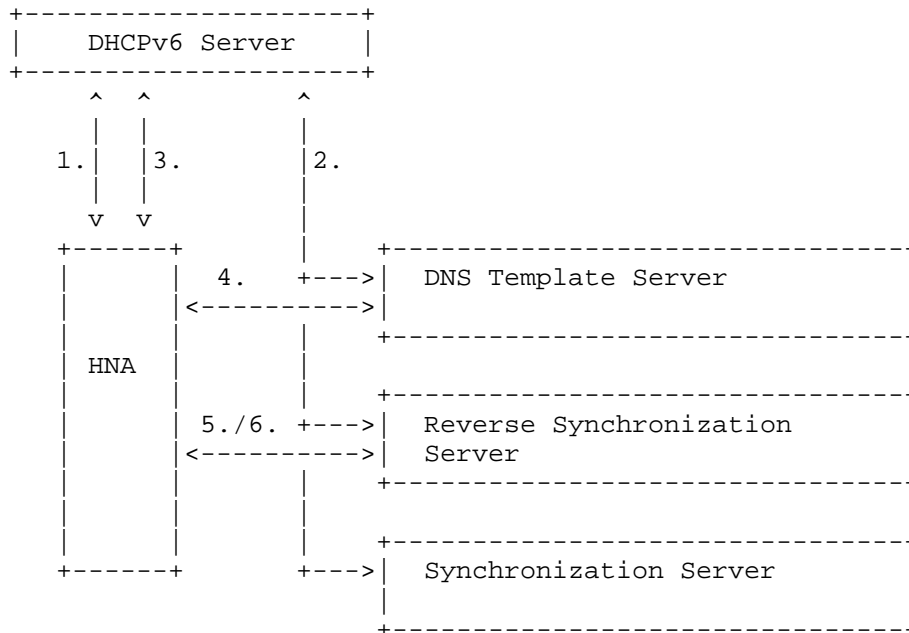 DHCPv6 Server
1. 3. 2.
4. DNS Template Server
HNA
5./6. Reverse Synchronization
Server
Synchronization Server